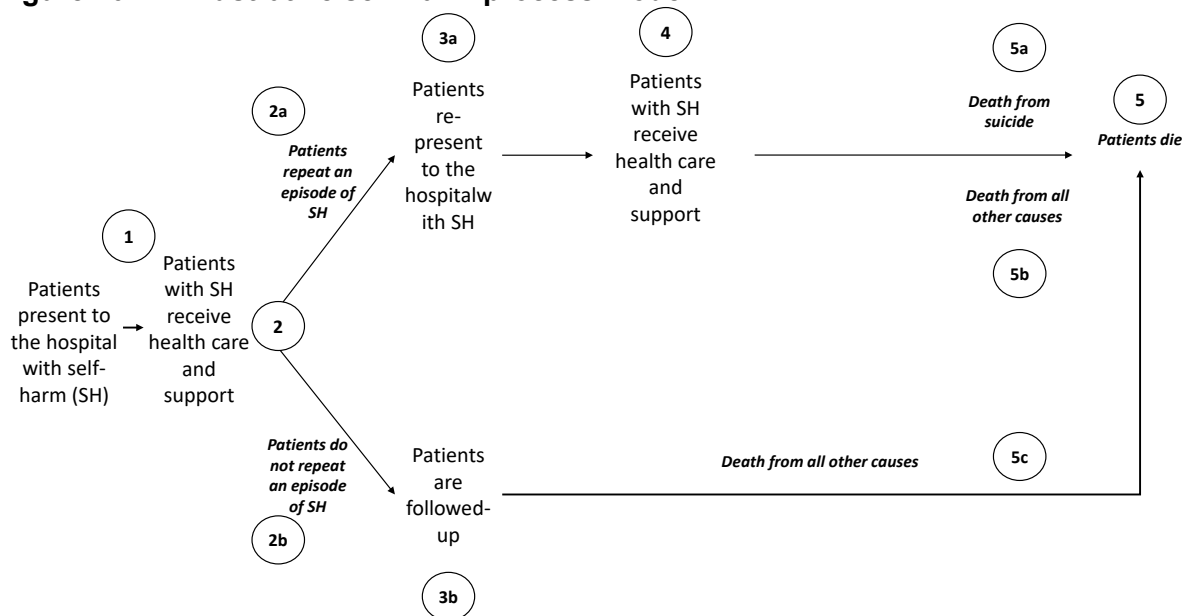 3a
Patients
re-
present
to the
hospitalw
ith SH
4
Patients
with SH
receive
health care
and
support
5a
Death from
suicide
5
Patients die
2a
Patients
repeat an
episode of
SH
Death from all
other causes
5b
1
Patients
present to
the hospital
with self-
harm (SH)
Patients
with SH
receive
health care
and
support
2
Patients do
not repeat
an episode
of SH
2b
Patients
are
followed-
up
3b
Death from all other causes
5c